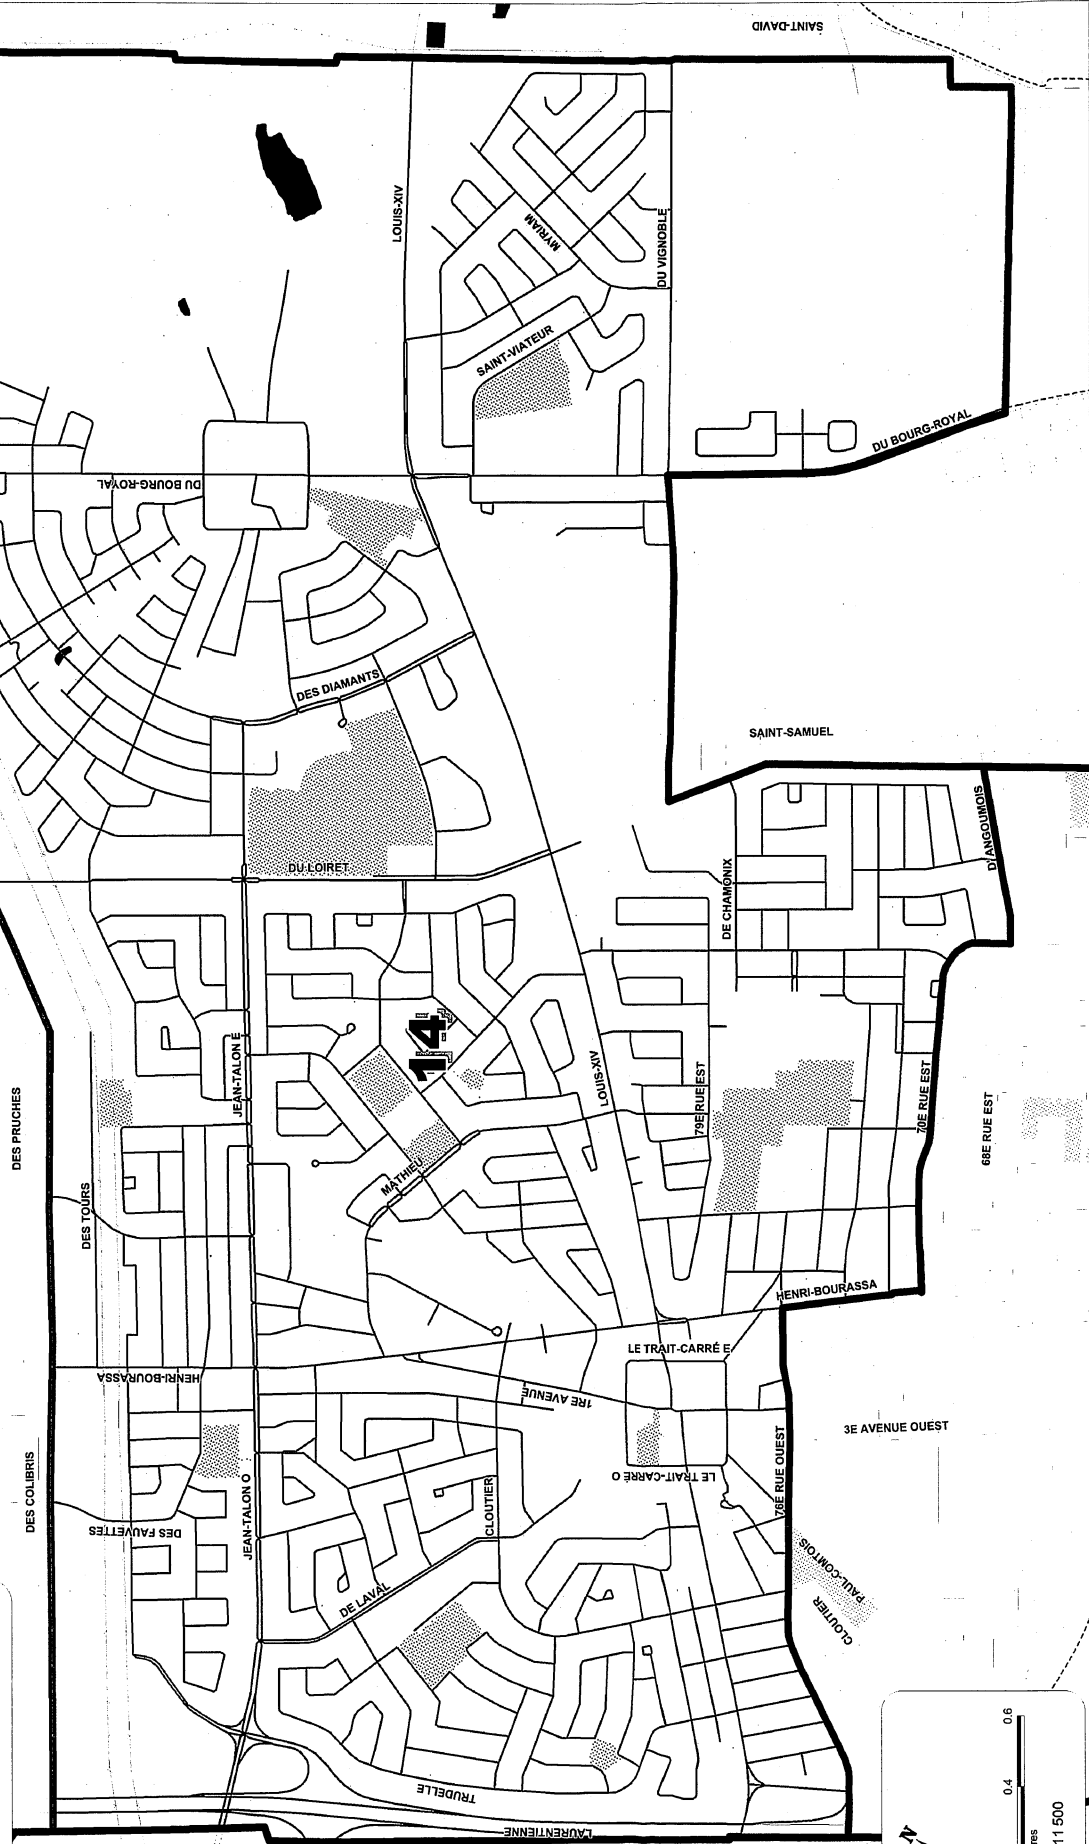 SAINT-DAVID
LOUIS-XIV
MYRIAM
DU VIGNOBLE
SAINT-VIATEUR
DU BOURG-ROYAL
DU BOURG-ROYAL
DES DIAMANTS
SAINT-SAMUEL
D'ANGOUMOIS
DU LOIRET
DE CHAMONIX
14
JEAN-TALON E
LOUIS-XIV
79E RUE EST
70E RUE EST
68E RUE EST
DES PRUCHES
DES TOURS
MATHIEU
HENRI-BOURASSA
LE TRAIT-CARRÉ E
HENRI-BOURASSA
1RE AVENUE
3E AVENUE OUEST
LE TRAIT-CARRÉ O
76E RUE OUEST
DES COLIBRIS
DES FAUVETTES
JEAN-TALON O
CLOUTIER
DE LAVAL
PAUL-COMTOIS
CLOUTIER
TRUDELLE
LAURENTIENNE
0.4 0.6
res
11 500
N